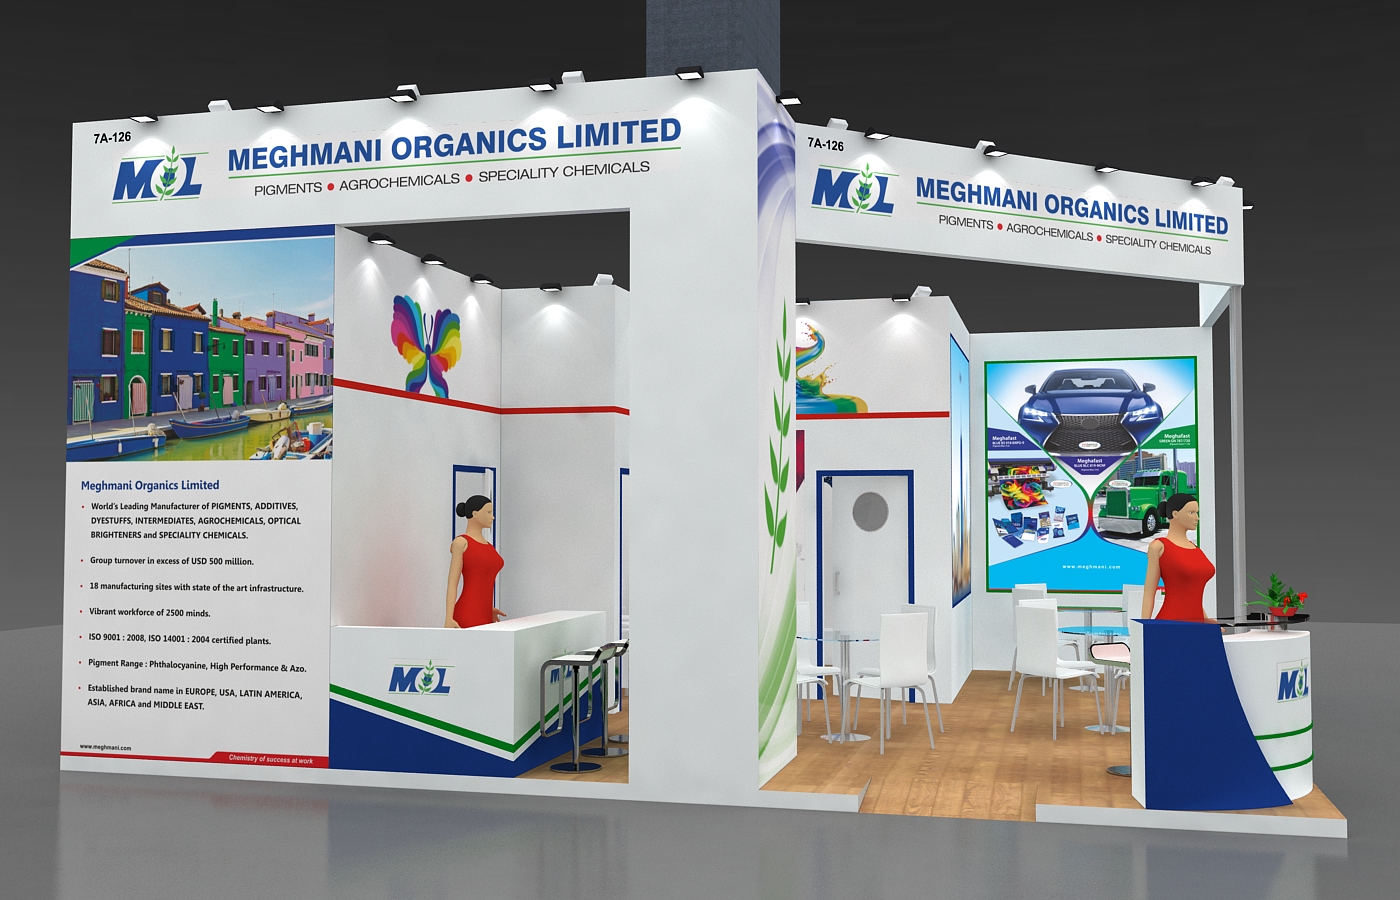 7A-126
MOL
MEGHMANI ORGANICS LIMITED
PIGMENTS • AGROCHEMICALS • SPECIALITY CHEMICALS
7A-126
MOL
MEGHMANI ORGANICS LIMITED
PIGMENTS • AGROCHEMICALS • SPECIALITY CHEMICALS
Meghmani Organics Limited
• World's Leading Manufacturer of PIGMENTS, ADDITIVES,
DYESTUFFS, INTERMEDIATES, AGROCHEMICALS, OPTICAL
BRIGHTENERS and SPECIALITY CHEMICALS.
• Group turnover in excess of USD 500 million.
• 18 manufacturing sites with state of the art infrastructure.
• Vibrant workforce of 2500 minds.
• ISO 9001 : 2008, ISO 14001 : 2004 certified plants.
• Pigment Range : Phthalocyanine, High Performance & Azo.
• Established brand name in EUROPE, USA, LATIN AMERICA,
ASIA, AFRICA and MIDDLE EAST.
www.meghmani.com
Chemistry of success at work
MOL
Meghafast
Meghafast
Meghafast
www.meghmani.com
MOL